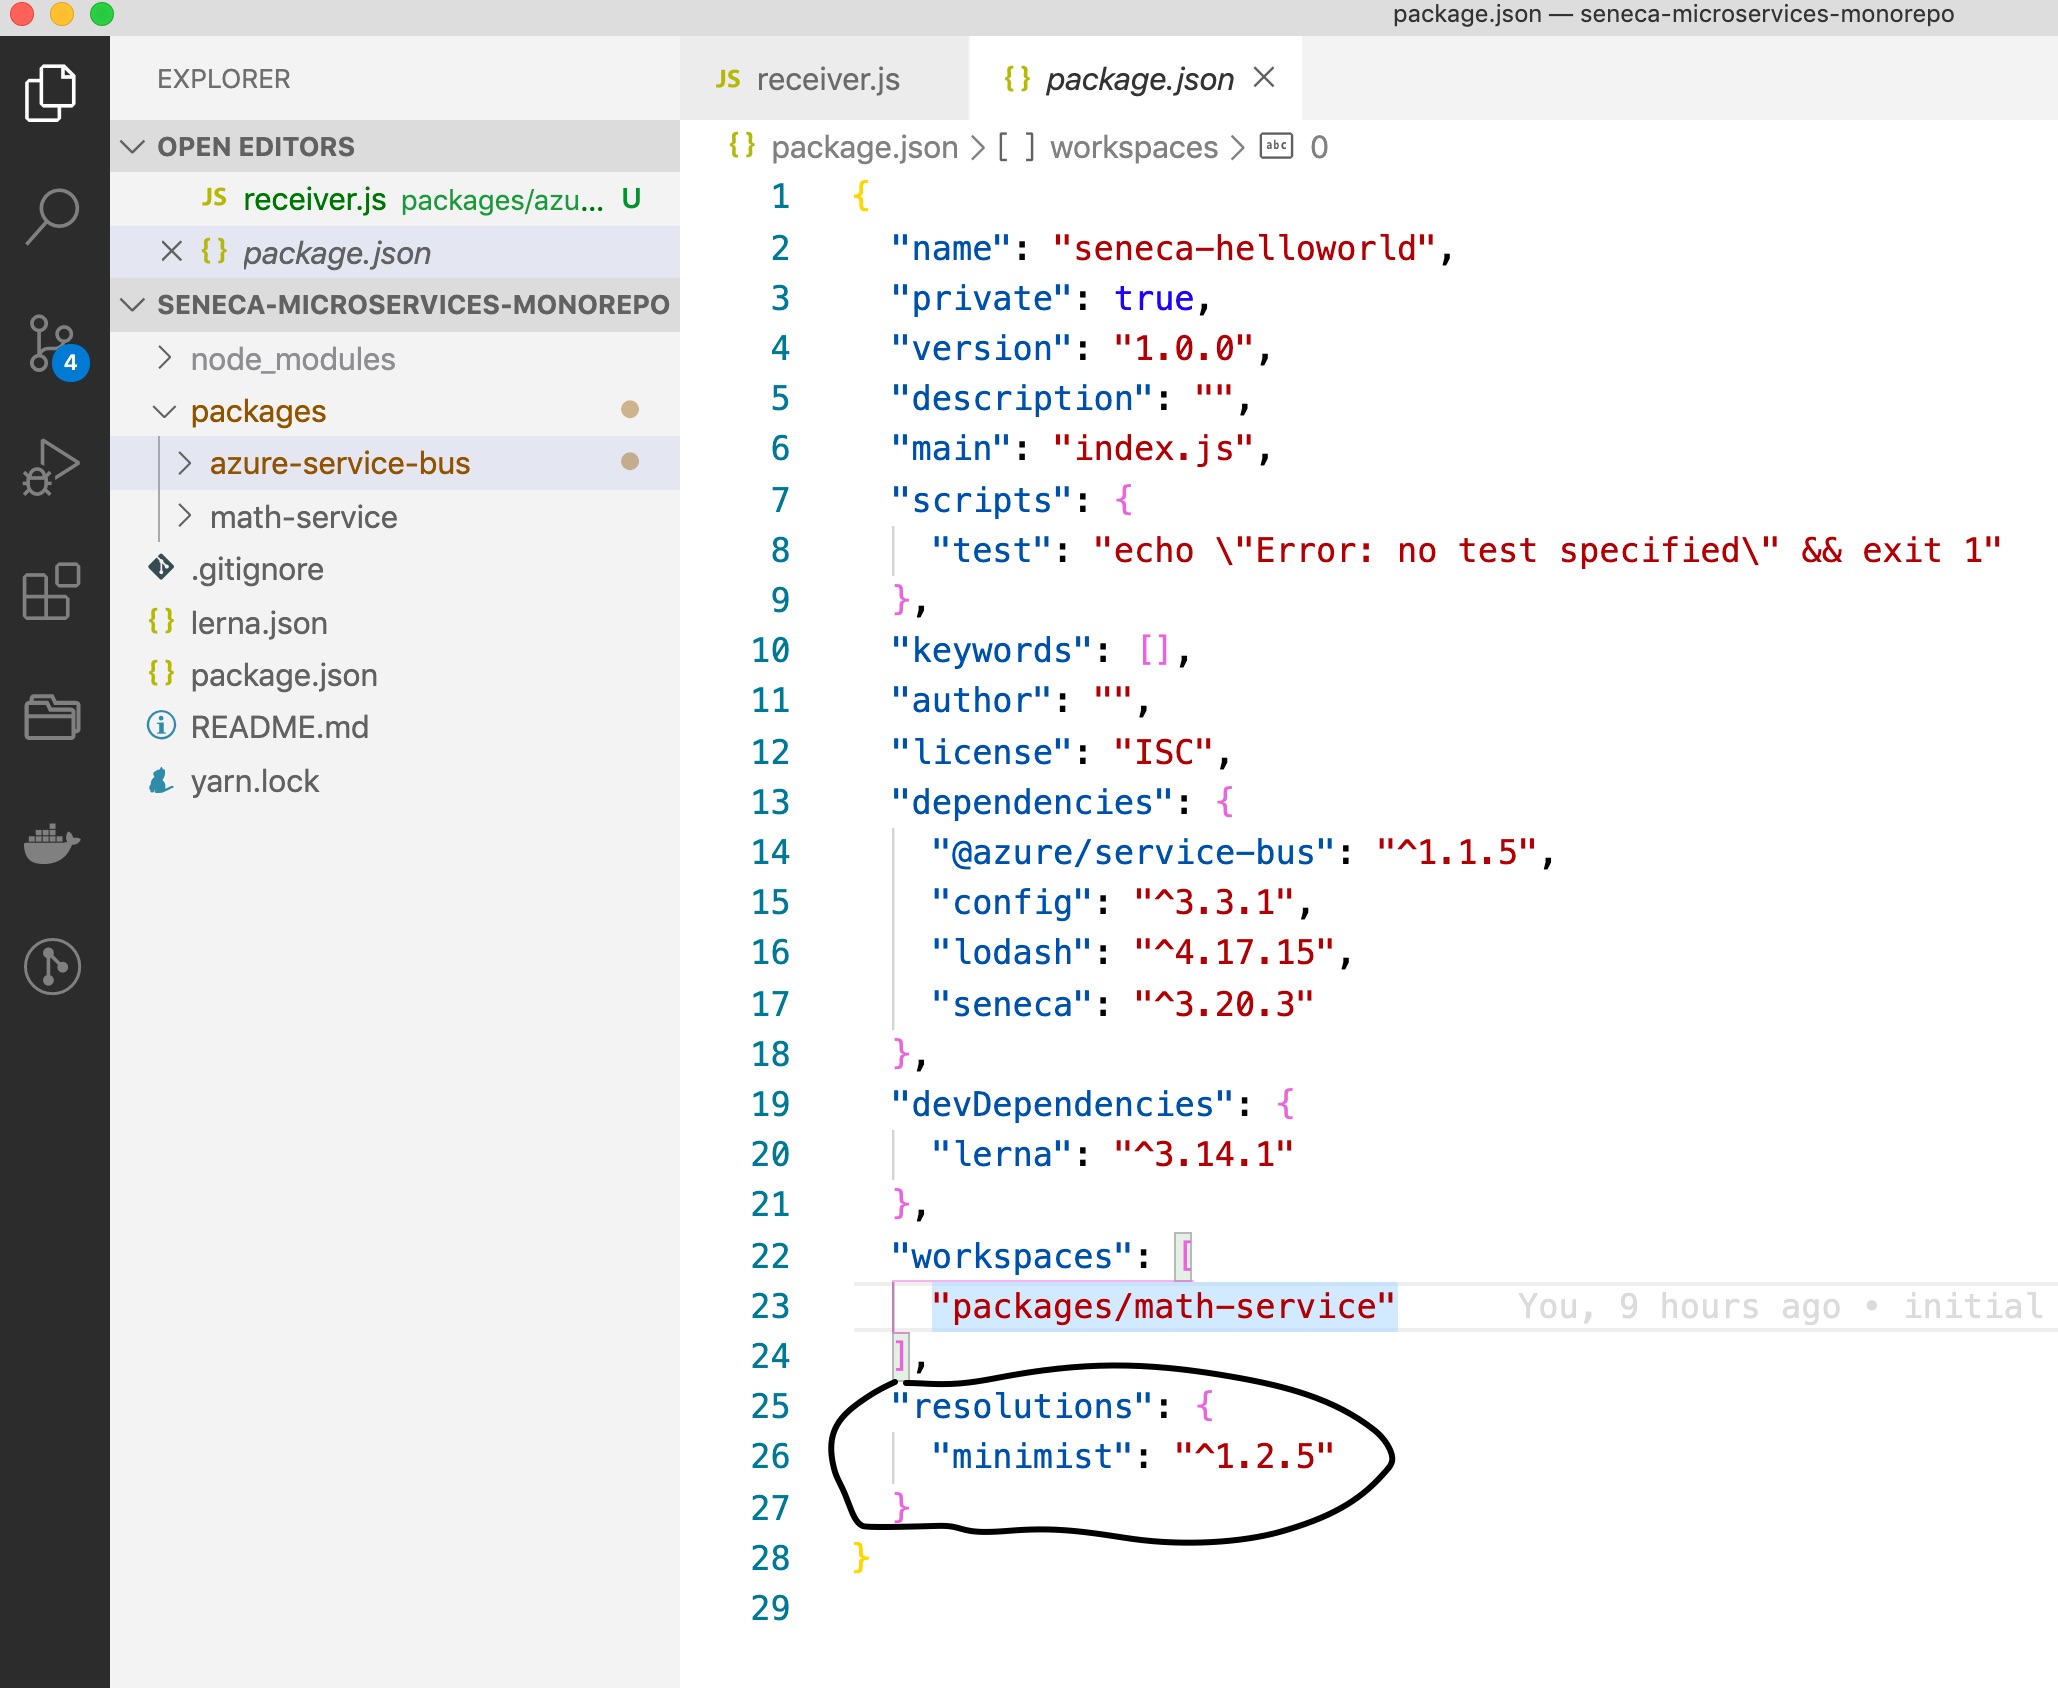 package.json — seneca-microservices-monorepo
EXPLORER
OPEN EDITORS
JS receiver.js packages/azu... U
{} package.json
SENECA-MICROSERVICES-MONOREPO
node_modules
packages
azure-service-bus
math-service
.gitignore
{} lerna.json
{} package.json
README.md
yarn.lock
4
JS receiver.js
{} package.json
{} package.json > [ ] workspaces > abc 0
1 {
2 "name": "seneca-helloworld",
3 "private": true,
4 "version": "1.0.0",
5 "description": "",
6 "main": "index.js",
7 "scripts": {
8 "test": "echo \"Error: no test specified\" && exit 1"
9 },
10 "keywords": [],
11 "author": "",
12 "license": "ISC",
13 "dependencies": {
14 "@azure/service-bus": "^1.1.5",
15 "config": "^3.3.1",
16 "lodash": "^4.17.15",
17 "seneca": "^3.20.3"
18 },
19 "devDependencies": {
20 "lerna": "^3.14.1"
21 },
22 "workspaces": [
23 "packages/math-service" You, 9 hours ago • initial
24 ],
25 "resolutions": {
26 "minimist": "^1.2.5"
27 }
28 }
29